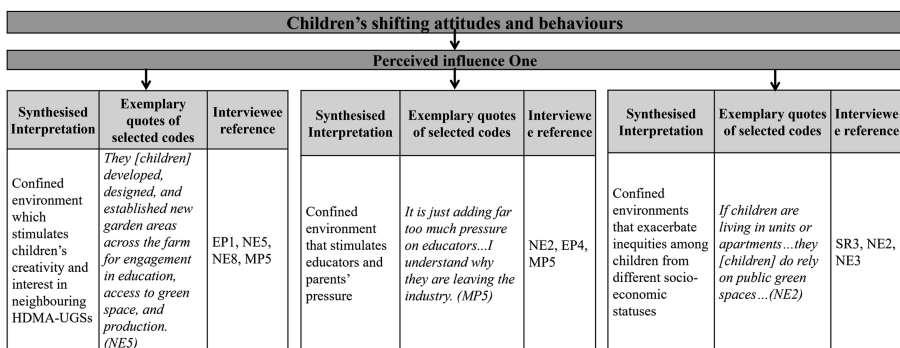 Children's shifting attitudes and behaviours
Perceived influence One
Synthesised
Interpretation
Exemplary
quotes of
selected codes
Interviewee
reference
Confined
environment
which
stimulates
children's
creativity and
interest in
neighbouring
HDMA-UGSs
They [children]
developed,
designed, and
established new
garden areas
across the farm
for engagement
in education,
access to green
space, and
production.
(NE5)
EP1, NE5,
NE8, MP5
Synthesised
Interpretation
Exemplary quotes
of selected codes
Interviewe
e reference
Confined
environment
that stimulates
educators and
parents'
pressure
It is just adding far
too much pressure
on educators...I
understand why
they are leaving the
industry. (MP5)
NE2, EP4,
MP5
Synthesised
Interpretation
Exemplary quotes
of selected codes
Interviewe
e reference
Confined
environments
that exacerbate
inequities among
children from
different socio-
economic
statuses
If children are
living in units or
apartments...they
[children] do rely
on public green
spaces...(NE2)
SR3, NE2,
NE3